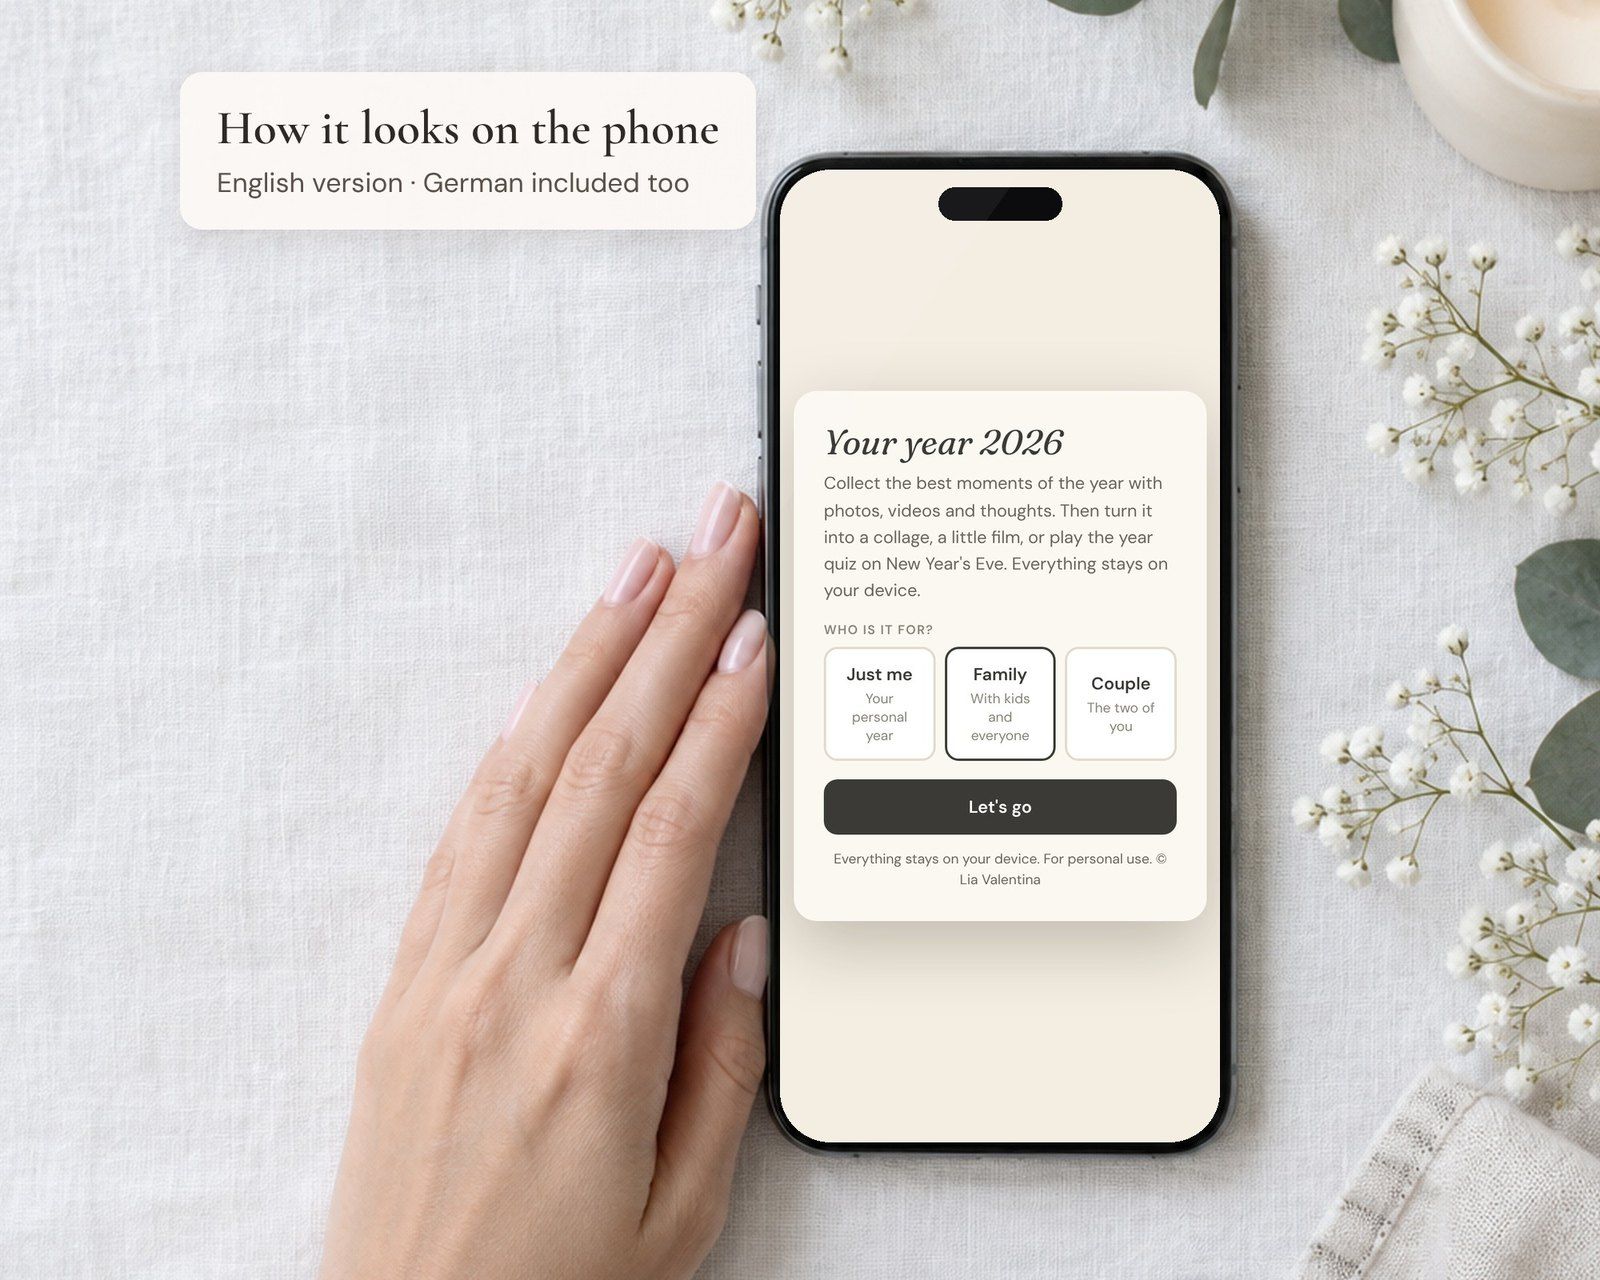 How it looks on the phone
English version · German included too
Your year 2026
Collect the best moments of the year with
photos, videos and thoughts. Then turn it
into a collage, a little film, or play the year
quiz on New Year's Eve. Everything stays on
your device.
WHO IS IT FOR?
Just me
Your
personal
year
Family
With kids
and
everyone
Couple
The two of
you
Let's go
Everything stays on your device. For personal use. ©
Lia Valentina